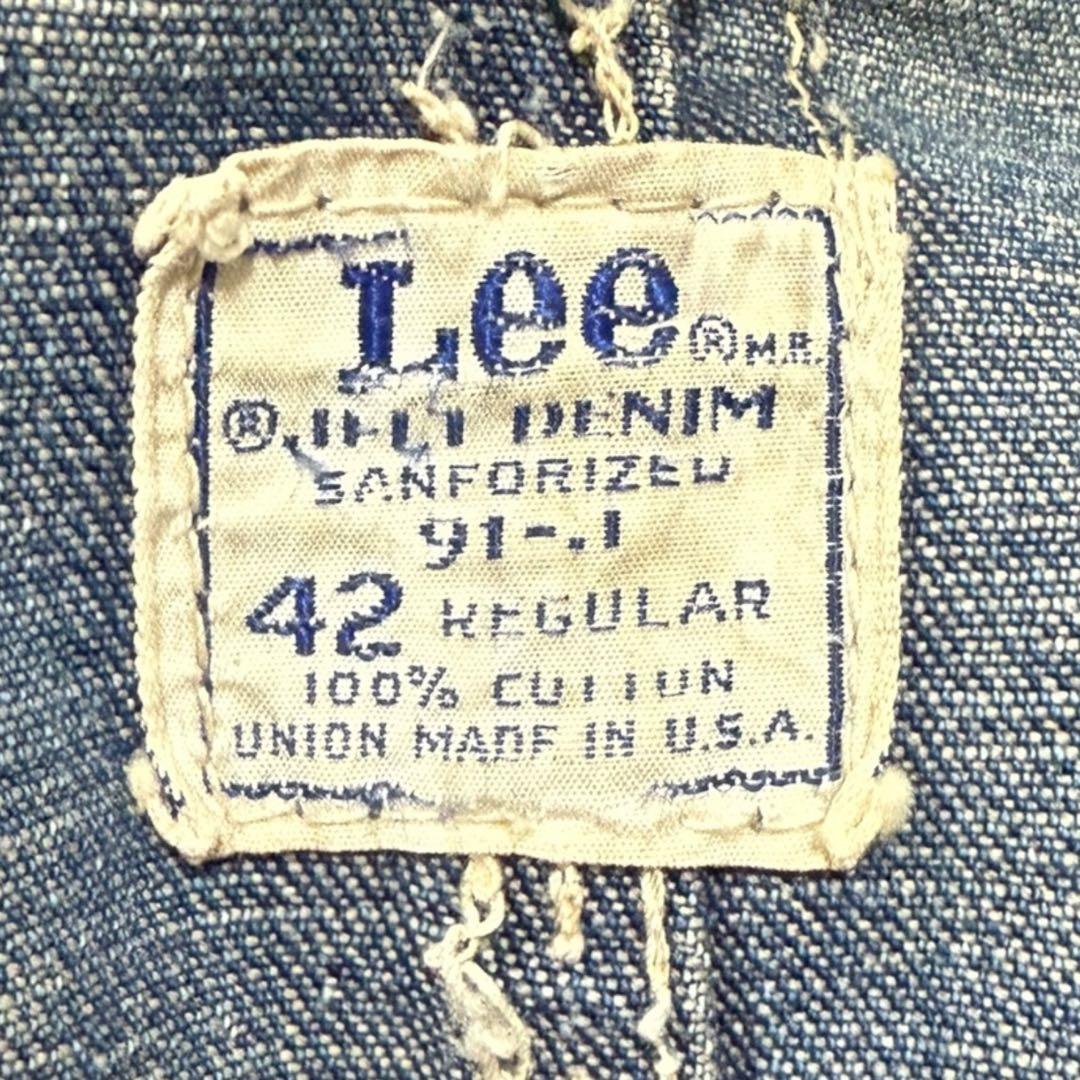 Lee ® M.R.
® JELT DENIM
SANFORIZED
91-J
42 REGULAR
100% COTTON
UNION MADE IN U.S.A.